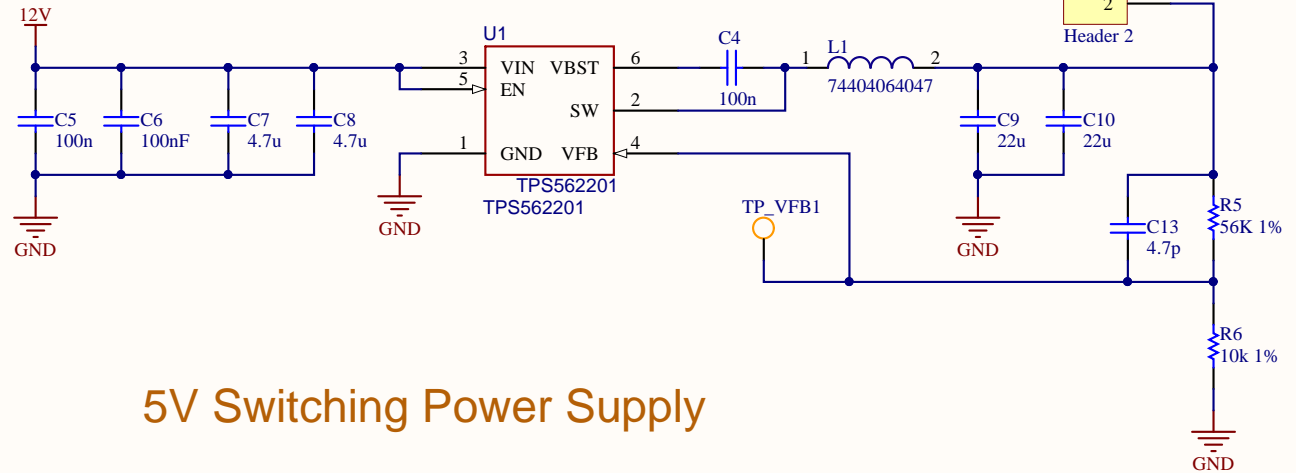 12V
2
Header 2
U1
3
VIN
VBST
6
C4
100n
1
L1
2
74404064047
5
EN
SW
2
C5
100n
C6
100nF
C7
4.7u
C8
4.7u
1
GND
VFB
4
C9
22u
C10
22u
TPS562201
TPS562201
GND
GND
TP_VFB1
GND
C13
4.7p
R5
56K 1%
R6
10k 1%
5V Switching Power Supply
GND